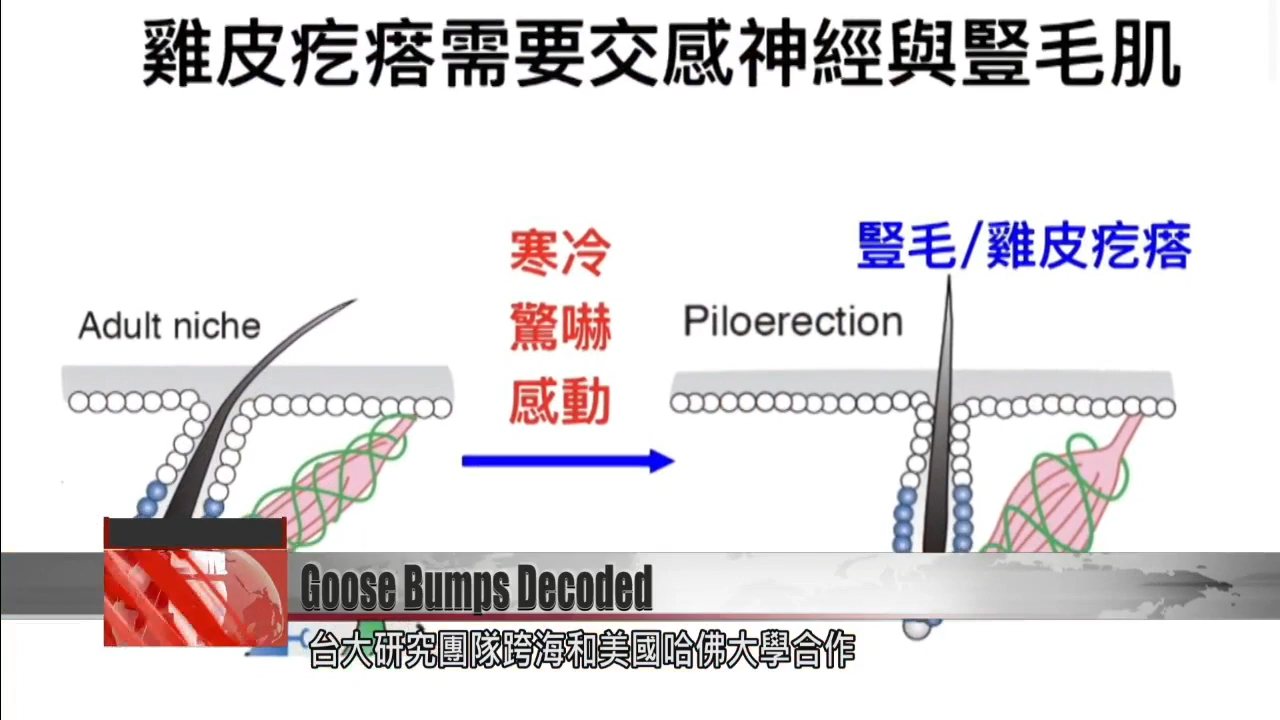 雞皮疙瘩需要交感神經與豎毛肌
豎毛/雞皮疙瘩
寒冷
驚嚇
感動
Adult niche
Piloerection
Goose Bumps Decoded
台大研究團隊跨海和美國哈佛大學合作